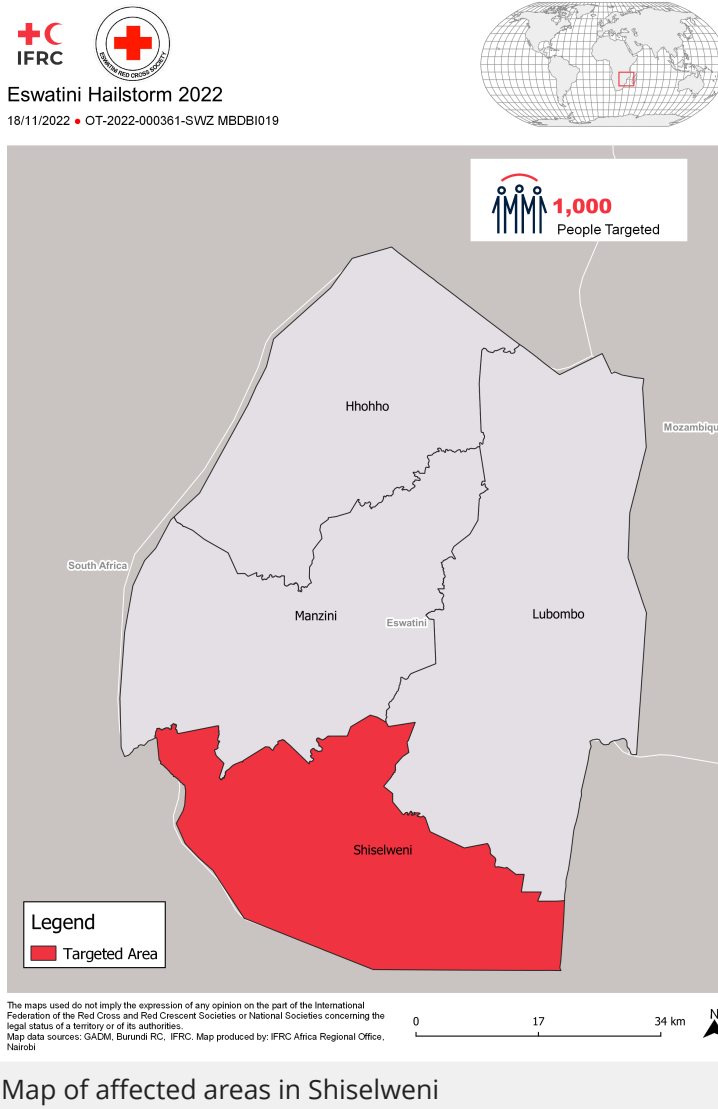 IFRC
ESWATINI RED CROSS SOCIETY
Eswatini Hailstorm 2022
18/11/2022 • OT-2022-000361-SWZ MBDBI019
1,000
People Targeted
Hhohho
Mozambiqu
South Africa
Manzini
Eswatini
Lubombo
Shiselweni
Legend
Targeted Area
The maps used do not imply the expression of any opinion on the part of the International
Federation of the Red Cross and Red Crescent Societies or National Societies concerning the
legal status of a territory or of its authorities.
Map data sources: GADM, Burundi RC, IFRC. Map produced by: IFRC Africa Regional Office,
Nairobi
0 17 34 km
N
Map of affected areas in Shiselweni